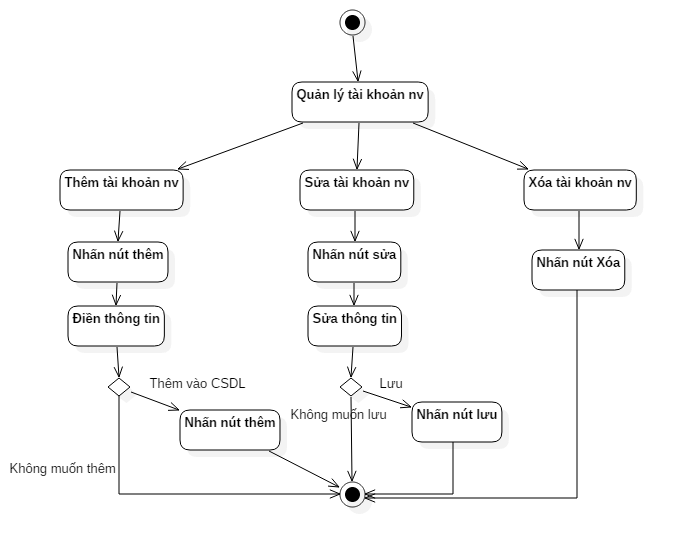 Quản lý tài khoản nv
Thêm tài khoản nv
Sửa tài khoản nv
Xóa tài khoản nv
Nhấn nút thêm
Nhấn nút sửa
Nhấn nút Xóa
Điền thông tin
Sửa thông tin
Thêm vào CSDL
Lưu
Nhấn nút thêm
Không muốn lưu
Nhấn nút lưu
Không muốn thêm